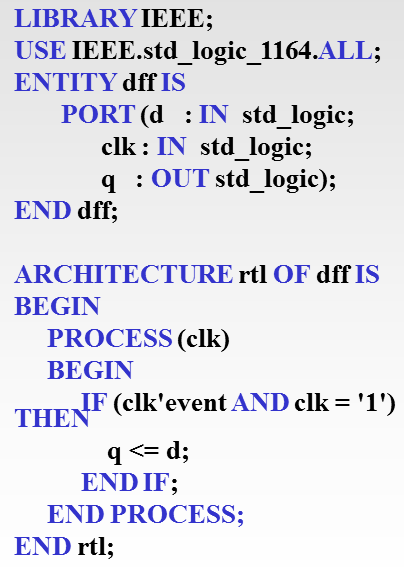 LIBRARY IEEE;
USE IEEE.std_logic_1164.ALL;
ENTITY dff IS
PORT (d : IN std_logic;
clk : IN std_logic;
q : OUT std_logic);
END dff;
ARCHITECTURE rtl OF dff IS
BEGIN
PROCESS (clk)
BEGIN
IF (clk'event AND clk = '1')
THEN
q <= d;
END IF;
END PROCESS;
END rtl;